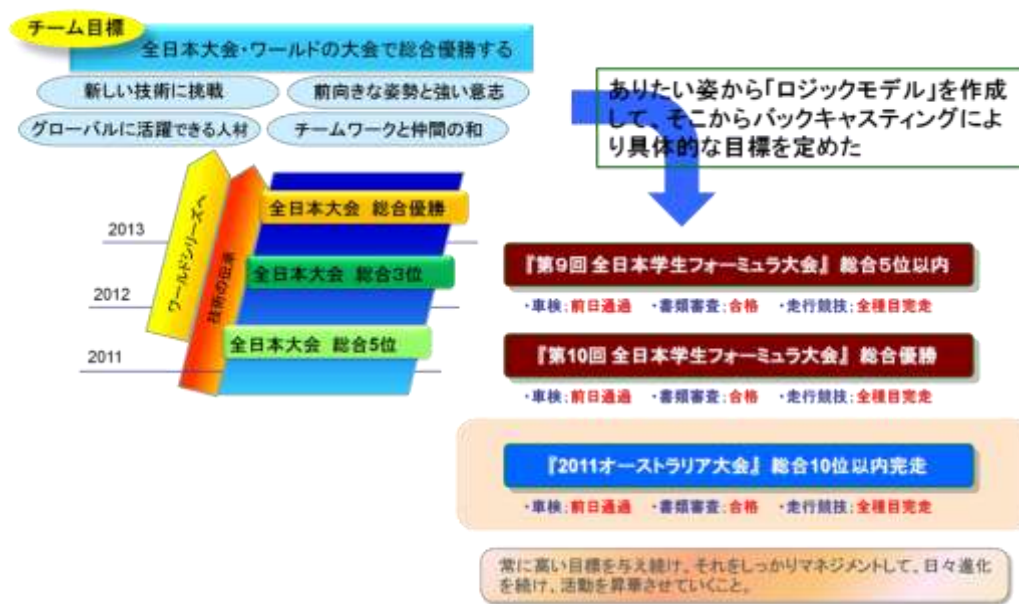 チーム目標
全日本大会・ワールドの大会で総合優勝する
新しい技術に挑戦
前向きな姿勢と強い意志
グローバルに活躍できる人材
チームワークと仲間の和
ありたい姿から「ロジックモデル」を作成
して、そこからバックキャスティングによ
り具体的な目標を定めた
2013
全日本大会 総合優勝
2012
全日本大会 総合3位
2011
全日本大会 総合5位
ワールドシリーズへ
技術の伝承
『第9回 全日本学生フォーミュラ大会』 総合5位以内
・車検:前日通過 ・書類審査:合格 ・走行競技:全種目完走
『第10回 全日本学生フォーミュラ大会』 総合優勝
・車検:前日通過 ・書類審査:合格 ・走行競技:全種目完走
『2011オーストラリア大会』 総合10位以内完走
・車検:前日通過 ・書類審査:合格 ・走行競技:全種目完走
常に高い目標を与え続け、それをしっかりマネジメントして、日々進化
を続け、活動を昇華させていくこと。